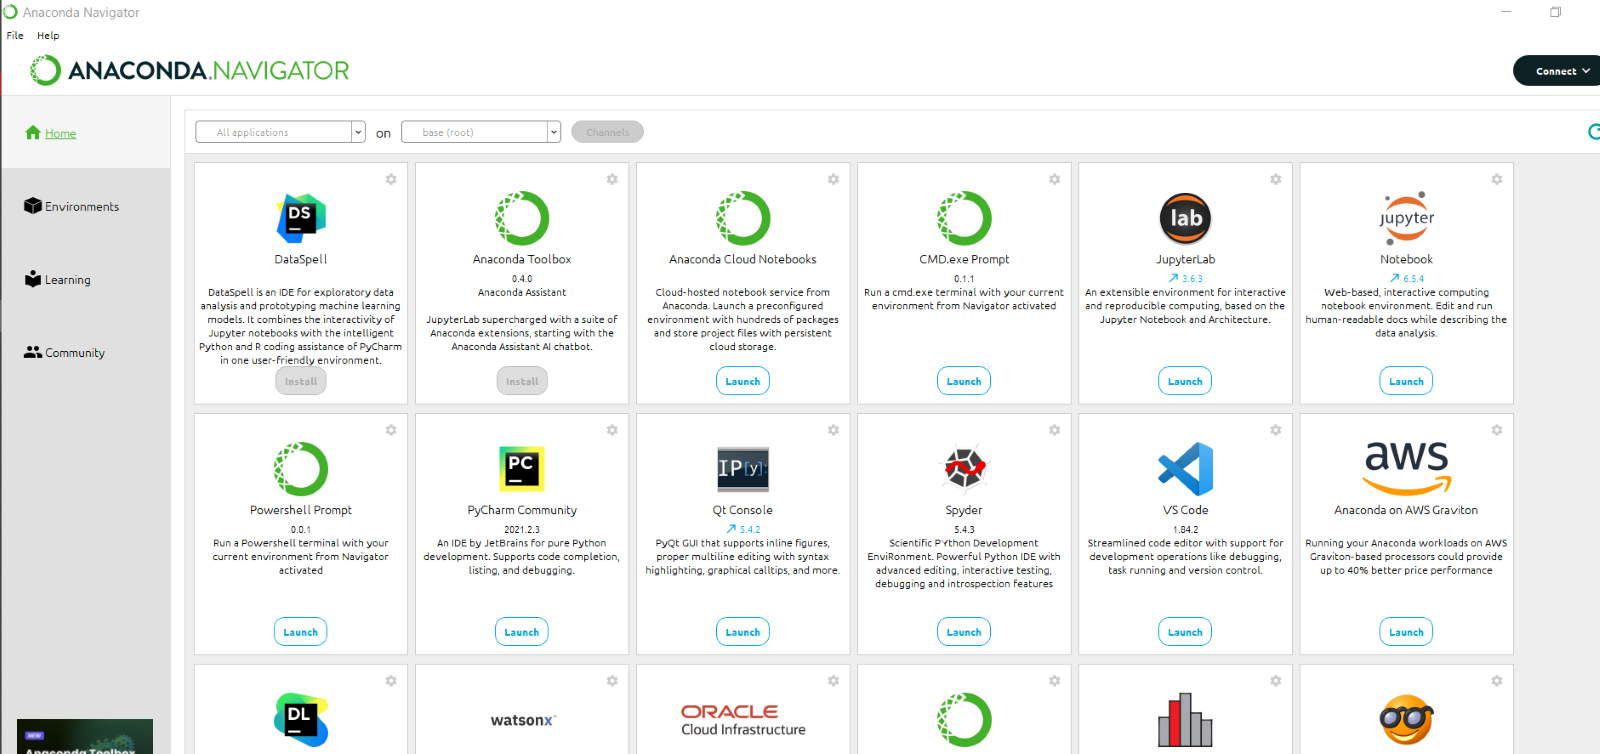 Anaconda Navigator
File Help
ANACONDA.NAVIGATOR
Connect
Home
Environments
Learning
Community
NEW
Anaconda Toolbox
All applications on base (root) Channels
DS
DataSpell
DataSpell is an IDE for exploratory data
analysis and prototyping machine learning
models. It combines the interactivity of
Jupyter notebooks with the intelligent
Python and R coding assistance of PyCharm
in one user-friendly environment.
Install
Anaconda Toolbox
0.4.0
Anaconda Assistant
JupyterLab supercharged with a suite of
Anaconda extensions, starting with the
Anaconda Assistant AI chatbot.
Install
Anaconda Cloud Notebooks
Cloud-hosted notebook service from
Anaconda. Launch a preconfigured
environment with hundreds of packages
and store project files with persistent
cloud storage.
Launch
CMD.exe Prompt
0.1.1
Run a cmd.exe terminal with your current
environment from Navigator activated
Launch
lab
JupyterLab
3.6.3
An extensible environment for interactive
and reproducible computing, based on the
Jupyter Notebook and Architecture.
Launch
jupyter
Notebook
6.5.4
Web-based, interactive computing
notebook environment. Edit and run
human-readable docs while describing the
data analysis.
Launch
Powershell Prompt
0.0.1
Run a Powershell terminal with your
current environment from Navigator
activated
Launch
PC
PyCharm Community
2021.2.3
An IDE by JetBrains for pure Python
development. Supports code completion,
listing, and debugging.
Launch
IP[y]:
Qt Console
5.4.2
PyQt GUI that supports inline figures,
proper multiline editing with syntax
highlighting, graphical calltips, and more.
Launch
Spyder
5.4.3
Scientific PYthon Development
EnviRonment. Powerful Python IDE with
advanced editing, interactive testing,
debugging and introspection features
Launch
VS Code
1.84.2
Streamlined code editor with support for
development operations like debugging,
task running and version control.
Launch
aws
Anaconda on AWS Graviton
Running your Anaconda workloads on AWS
Graviton-based processors could provide
up to 40% better price performance
Launch
DL
watsonx
ORACLE
Cloud Infrastructure